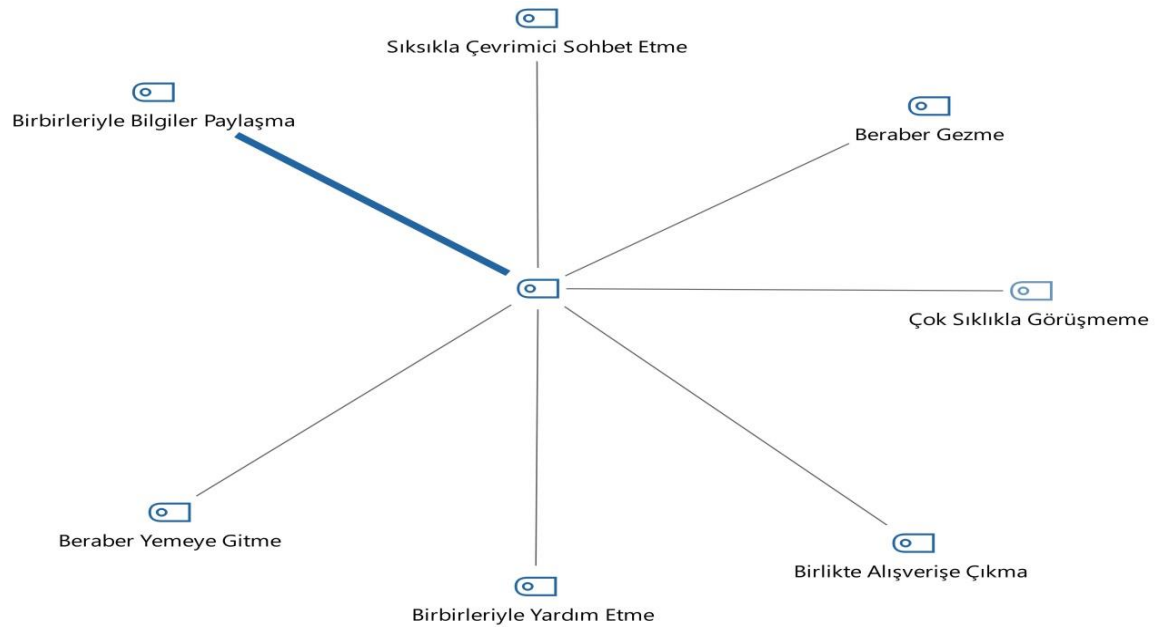 Sıksıkla Çevrimici Sohbet Etme
Birbirleriyle Bilgiler Paylaşma
Beraber Gezme
Çok Sıklıkla Görüşmeme
Beraber Yemeye Gitme
Birlikte Alışverişe Çıkma
Birbirleriyle Yardım Etme